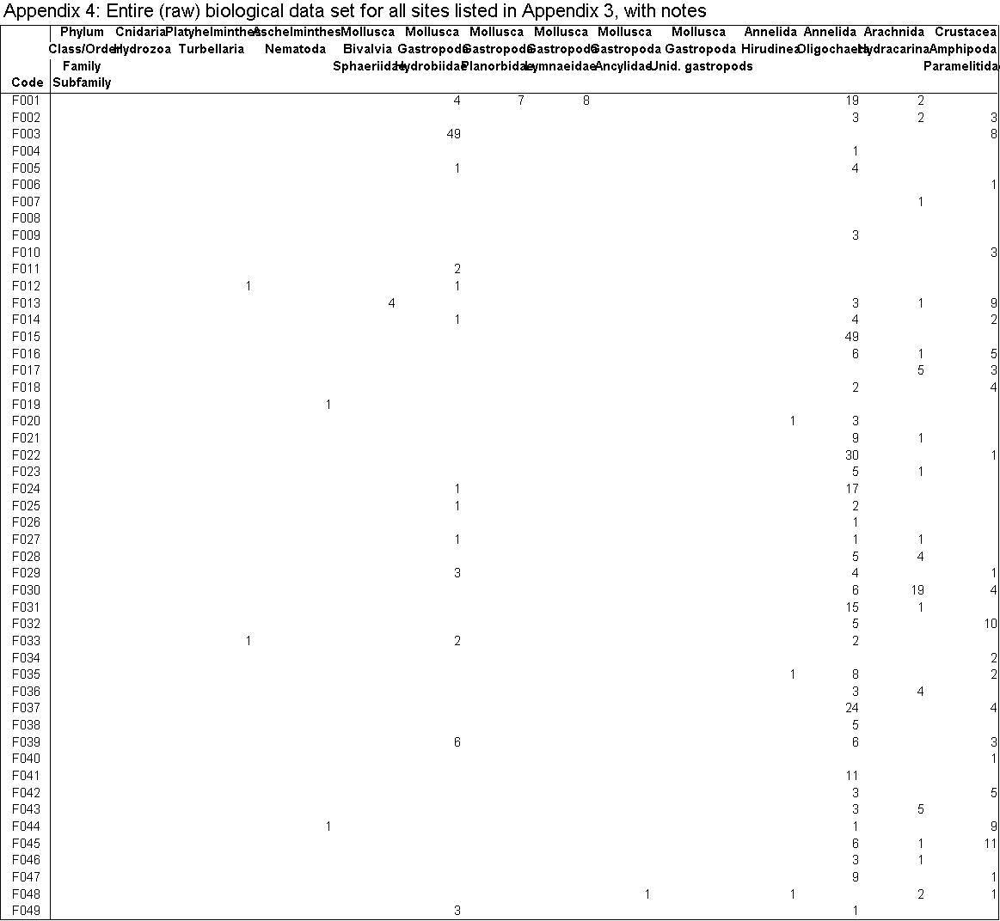 Appendix 4: Entire (raw) biological data set for all sites listed in Appendix 3, with notes
Phylum Cnidaria Platyhelminthes Aschelminthes Mollusca Mollusca Mollusca Mollusca Mollusca Mollusca Annelida Annelida Arachnida Crustacea
Class/Order Hydrozoa Turbellaria Nematoda Bivalvia Gastropoda Gastropoda Gastropoda Gastropoda Gastropoda Hirudinea Oligochaeta Hydracarina Amphipoda
Family Sphaeriidae Hydrobiidae Planorbidae Lymnaeidae Ancylidae Unid. gastropods Paramelitidae
Code Subfamily
F001 4 7 8 19 2
F002 3 2 3
F003 49 8
F004 1
F005 1 4
F006 1
F007 1
F008
F009 3
F010 3
F011 2
F012 1 1
F013 4 3 1 9
F014 1 4 2
F015 49
F016 6 1 5
F017 5 3
F018 2 4
F019 1
F020 1 3
F021 9 1
F022 30 1
F023 5 1
F024 1 17
F025 1 2
F026 1
F027 1 1 1
F028 5 4
F029 3 4 1
F030 6 19 4
F031 15 1
F032 5 10
F033 1 2 2
F034 2
F035 1 8 2
F036 3 4
F037 24 4
F038 5
F039 6 6 3
F040 1
F041 11
F042 3 5
F043 3 5
F044 1 1 9
F045 6 1 11
F046 3 1
F047 9 1
F048 1 1 2 1
F049 3 1